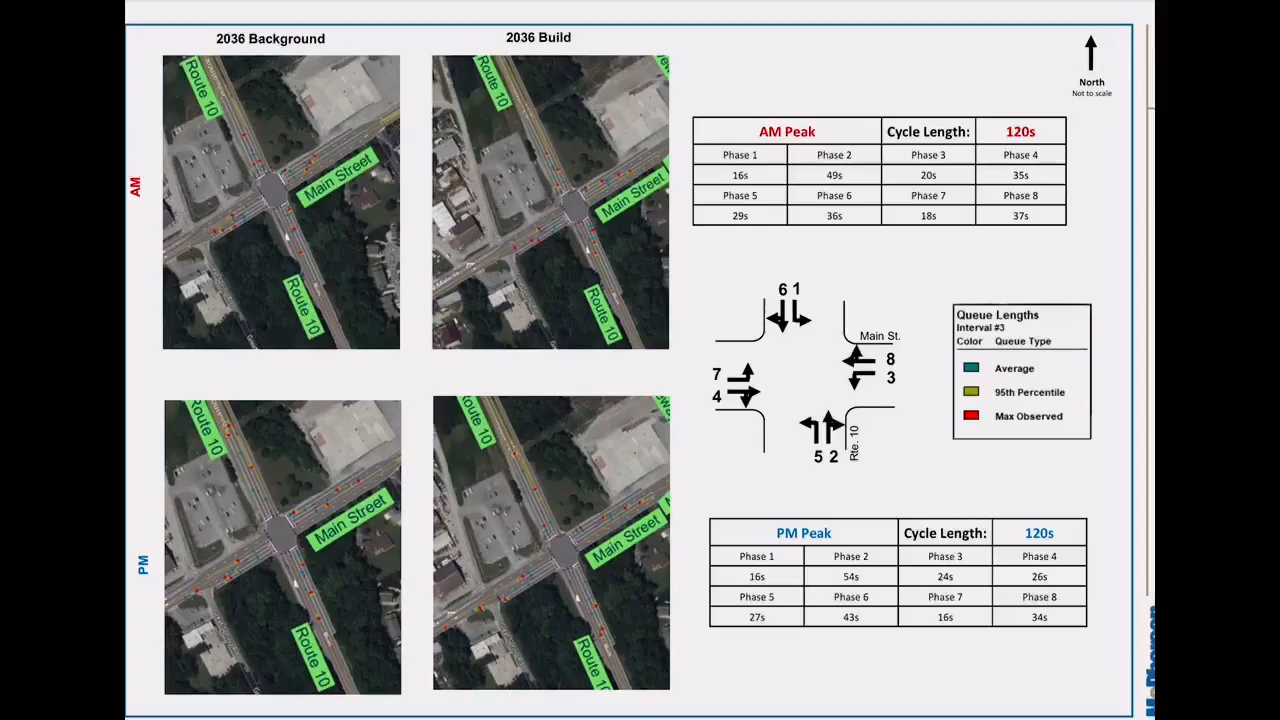 2036 Background
2036 Build
Route 10
Main Street
Route 10
Route 10
Main Street
Route 10
AM
North
Not to scale
AM Peak Cycle Length: 120s
Phase 1 Phase 2 Phase 3 Phase 4
16s 49s 20s 35s
Phase 5 Phase 6 Phase 7 Phase 8
29s 36s 18s 37s
6 1
Main St.
8
3
7
4
5 2
Rte. 10
Queue Lengths
Interval #3
Color Queue Type
Average
95th Percentile
Max Observed
Route 10
Main Street
Route 10
Route 10
Main Street
Route 10
PM
PM Peak Cycle Length: 120s
Phase 1 Phase 2 Phase 3 Phase 4
16s 54s 24s 26s
Phase 5 Phase 6 Phase 7 Phase 8
27s 43s 16s 34s